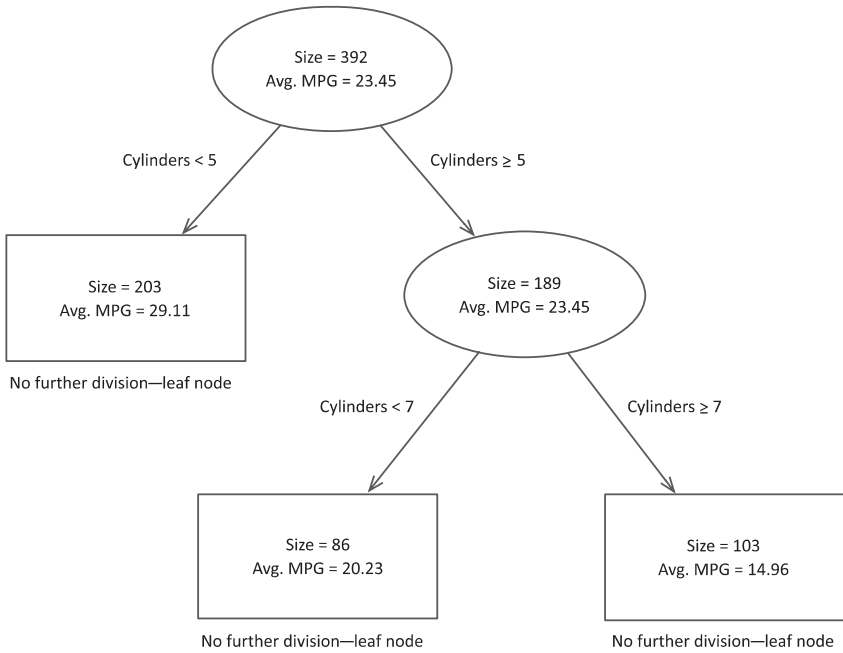 Size = 392
Avg. MPG = 23.45
Cylinders < 5
Cylinders ≥ 5
Size = 203
Avg. MPG = 29.11
No further division—leaf node
Size = 189
Avg. MPG = 23.45
Cylinders < 7
Cylinders ≥ 7
Size = 86
Avg. MPG = 20.23
No further division—leaf node
Size = 103
Avg. MPG = 14.96
No further division—leaf node